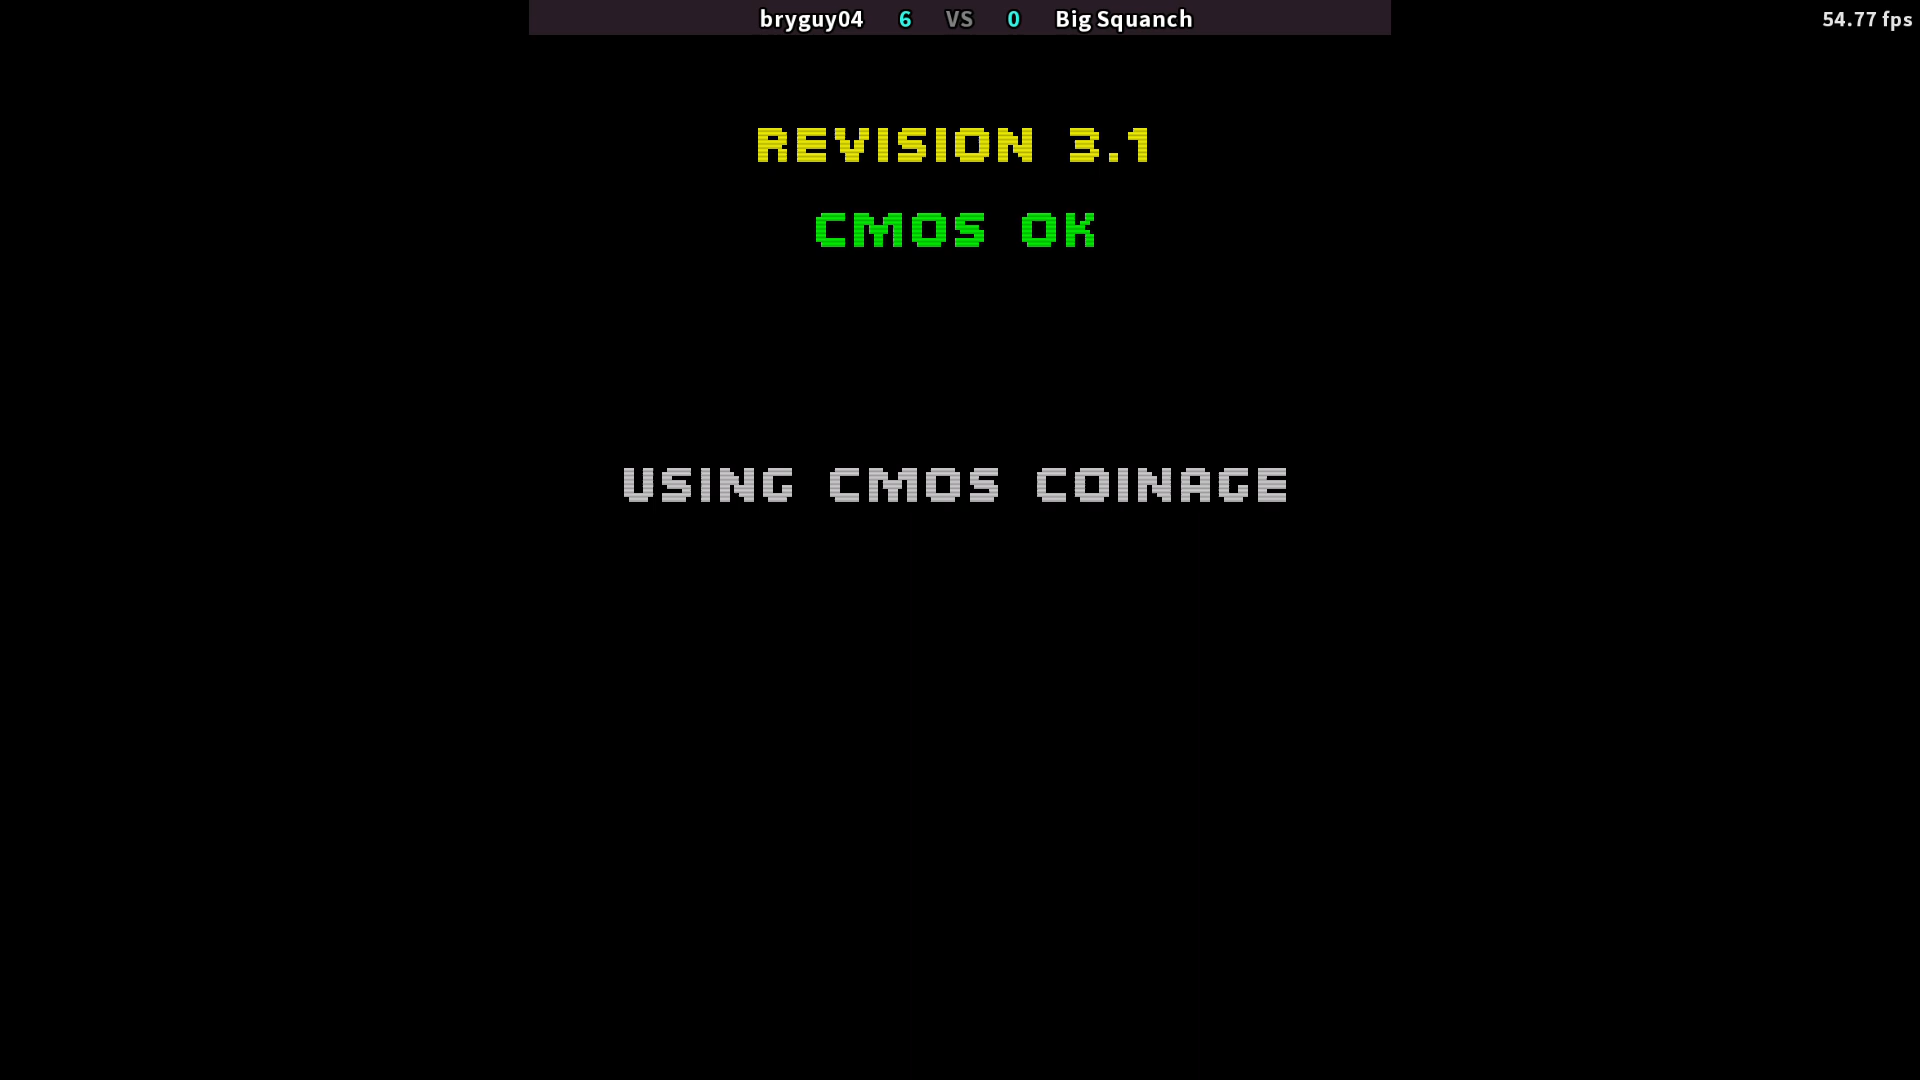 bryguy04 6 VS 0 Big Squanch
54.77 fps
REVISION 3.1
CMOS OK
USING CMOS COINAGE